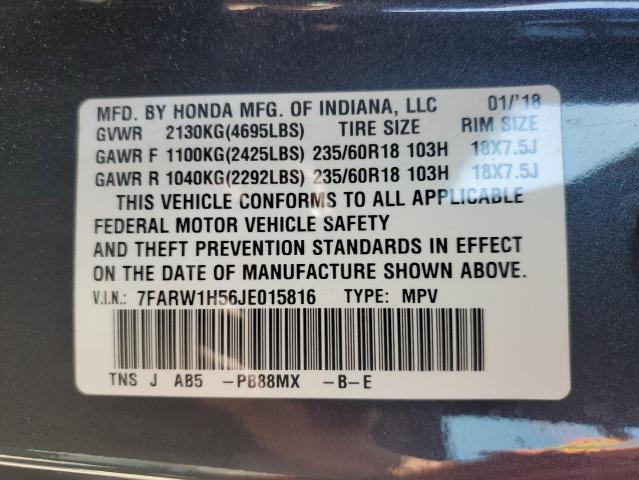 MFD. BY HONDA MFG. OF INDIANA, LLC 01/'18
GVWR 2130KG(4695LBS) TIRE SIZE RIM SIZE
GAWR F 1100KG(2425LBS) 235/60R18 103H 18X7.5J
GAWR R 1040KG(2292LBS) 235/60R18 103H 18X7.5J
THIS VEHICLE CONFORMS TO ALL APPLICABLE
FEDERAL MOTOR VEHICLE SAFETY
AND THEFT PREVENTION STANDARDS IN EFFECT
ON THE DATE OF MANUFACTURE SHOWN ABOVE.
V.I.N.: 7FARW1H56JE015816 TYPE: MPV
TNS J AB5 -PB88MX -B-E